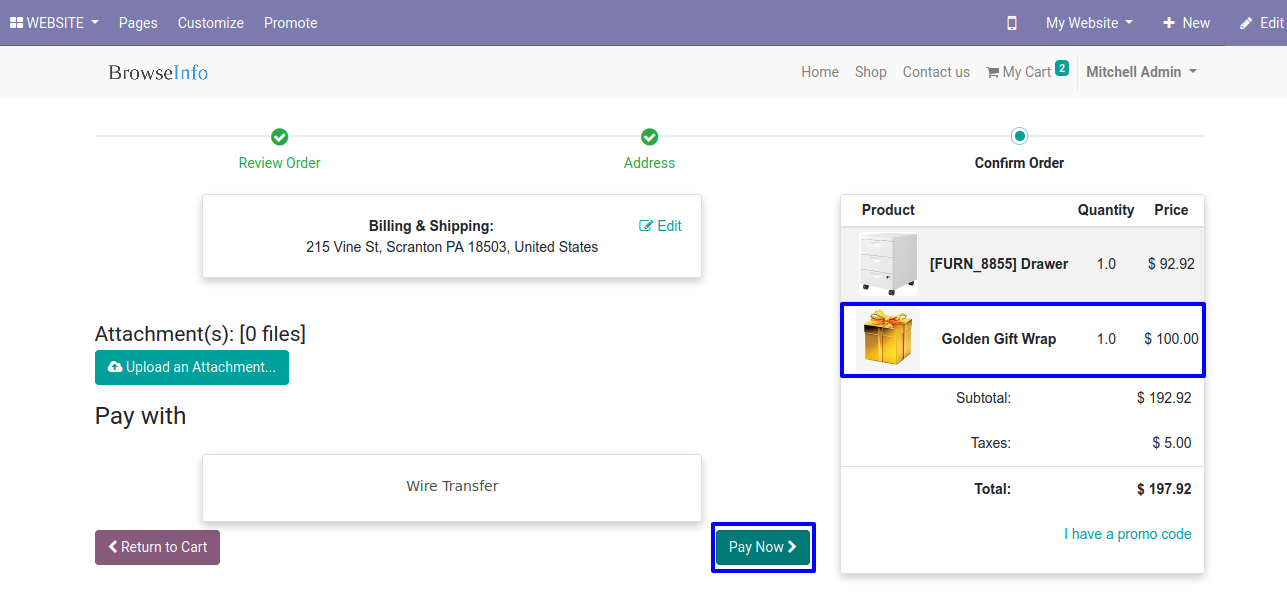 WEBSITE Pages Customize Promote My Website New Edit
BrowseInfo Home Shop Contact us My Cart 2 Mitchell Admin
Review Order Address Confirm Order
Billing & Shipping: Edit
215 Vine St, Scranton PA 18503, United States
Attachment(s): [0 files]
Upload an Attachment...
Pay with
Wire Transfer
Return to Cart Pay Now
Product Quantity Price
[FURN_8855] Drawer 1.0 $ 92.92
Golden Gift Wrap 1.0 $ 100.00
Subtotal: $ 192.92
Taxes: $ 5.00
Total: $ 197.92
I have a promo code